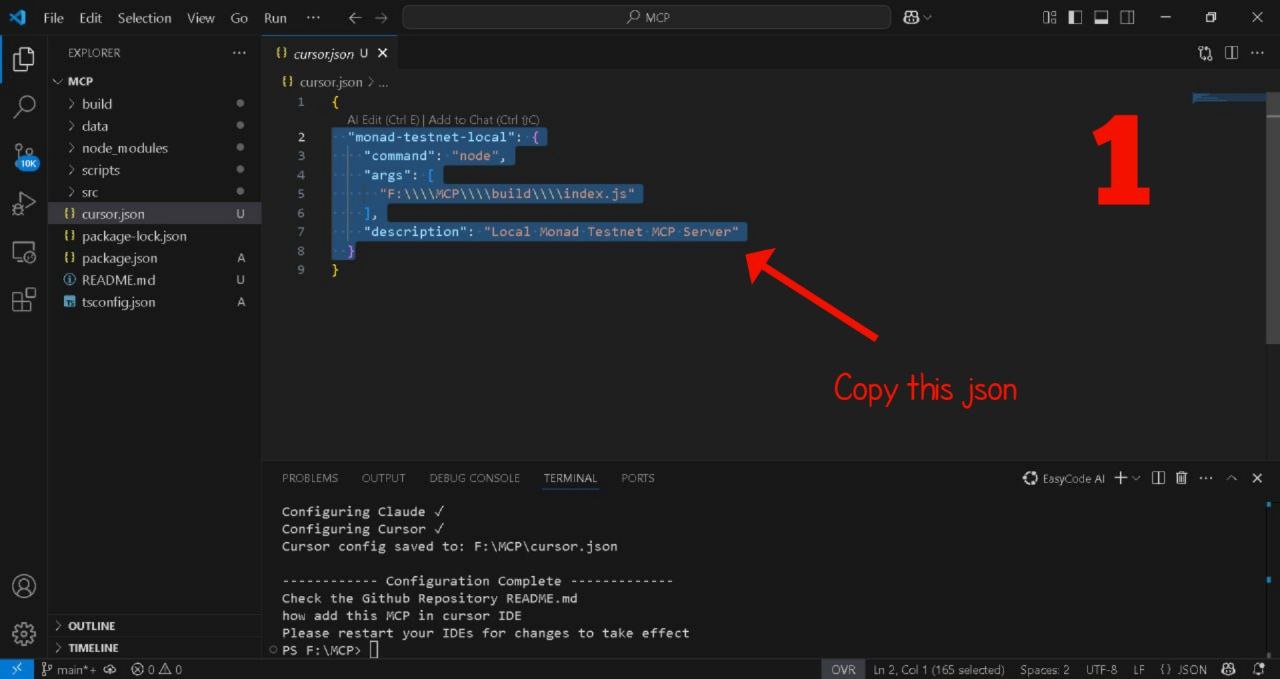 File Edit Selection View Go Run ··· MCP
EXPLORER ···
MCP
build
data
node_modules
scripts
src
cursor.json U
package-lock.json
package.json A
README.md U
tsconfig.json A
OUTLINE
TIMELINE
10K
cursor.json U
cursor.json > ...
1 {
AI Edit (Ctrl E) | Add to Chat (Ctrl ⇧C)
2 "monad-testnet-local": {
3 "command": "node",
4 "args": [
5 "F:\\\\MCP\\\\build\\\\index.js"
6 ],
7 "description": "Local Monad Testnet MCP Server"
8 }
9 }
1
Copy this json
PROBLEMS OUTPUT DEBUG CONSOLE TERMINAL PORTS EasyCode AI
Configuring Claude ✓
Configuring Cursor ✓
Cursor config saved to: F:\MCP\cursor.json
------------ Configuration Complete -------------
Check the Github Repository README.md
how add this MCP in cursor IDE
Please restart your IDEs for changes to take effect
PS F:\MCP>
main*+ 0 0 OVR Ln 2, Col 1 (165 selected) Spaces: 2 UTF-8 LF {} JSON